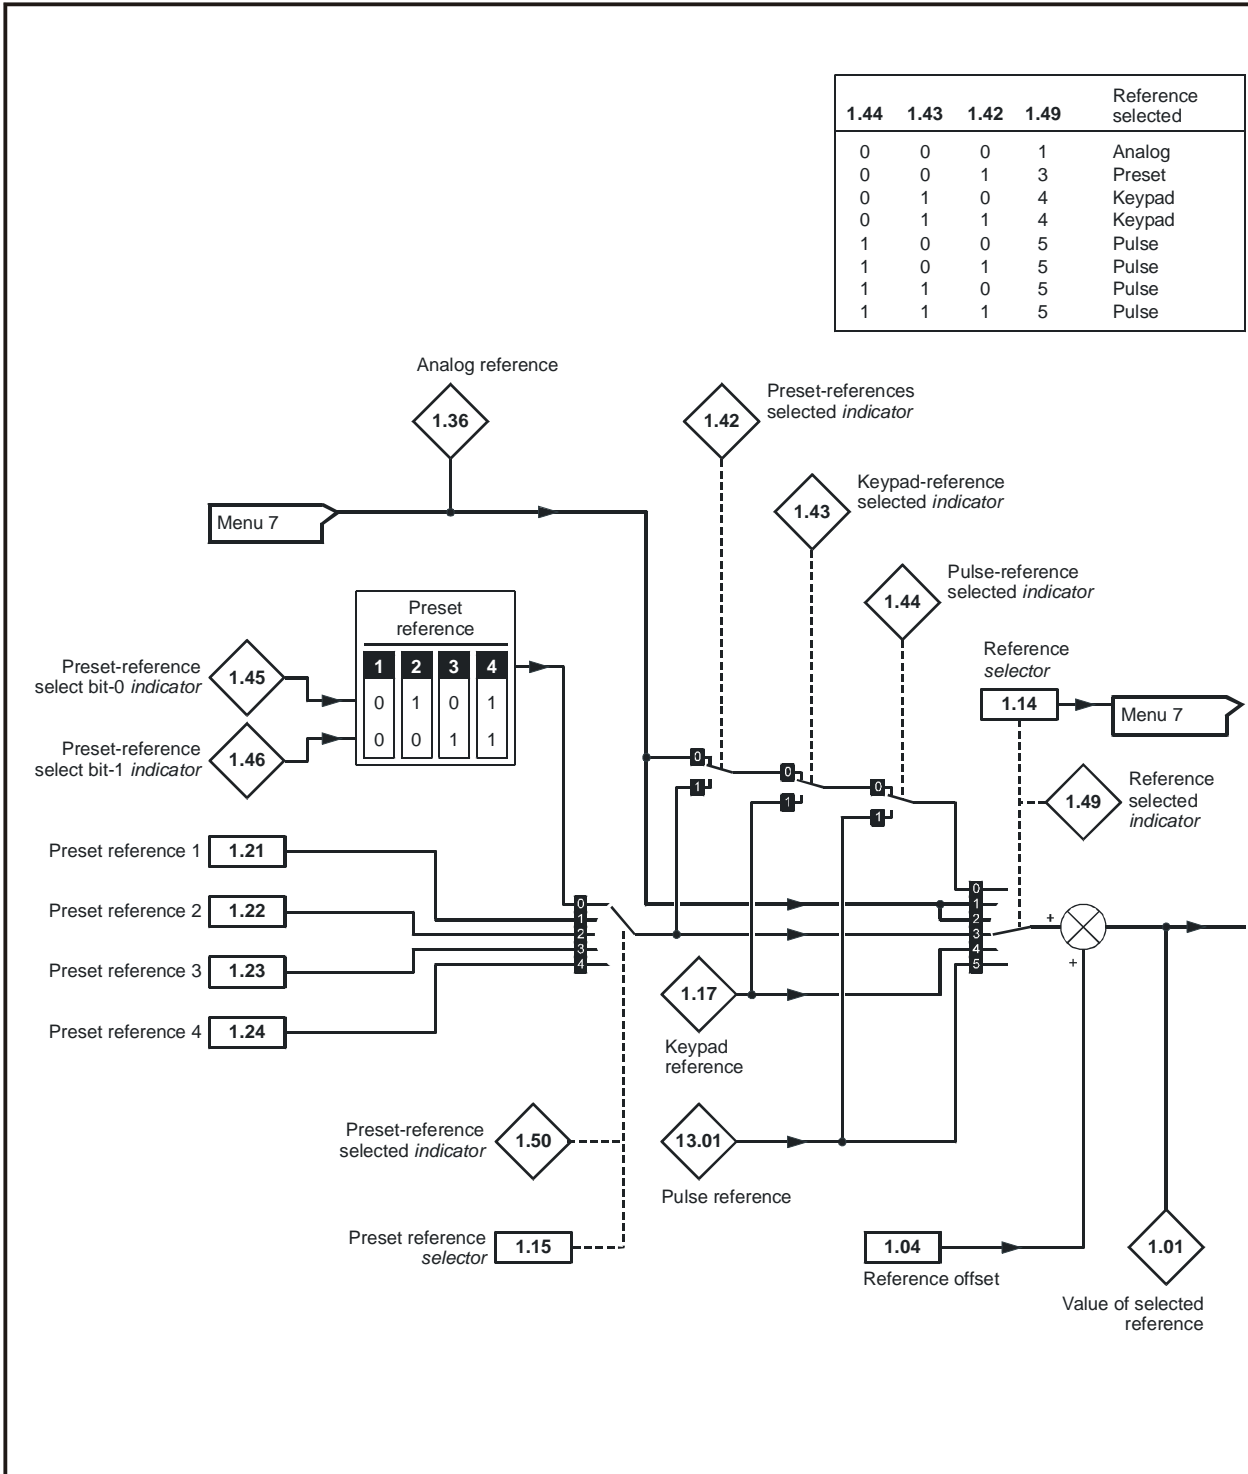 1.44 1.43 1.42 1.49 Reference
selected
0 0 0 1 Analog
0 0 1 3 Preset
0 1 0 4 Keypad
0 1 1 4 Keypad
1 0 0 5 Pulse
1 0 1 5 Pulse
1 1 0 5 Pulse
1 1 1 5 Pulse
Analog reference
1.36
Preset-references
selected indicator
1.42
Keypad-reference
selected indicator
1.43
Menu 7
Pulse-reference
selected indicator
1.44
Preset
reference
1 2 3 4
0 1 0 1
0 0 1 1
Preset-reference
select bit-0 indicator
1.45
Preset-reference
select bit-1 indicator
1.46
Reference
selector
1.14
Menu 7
0
1
0
1
0
1
1.49
Reference
selected
indicator
Preset reference 1 1.21
Preset reference 2 1.22
Preset reference 3 1.23
Preset reference 4 1.24
0
1
2
3
4
0
1
2
3
4
5
+
+
1.17
Keypad
reference
Preset-reference
selected indicator
1.50
13.01
Pulse reference
Preset reference
selector
1.15
1.04
Reference offset
1.01
Value of selected
reference